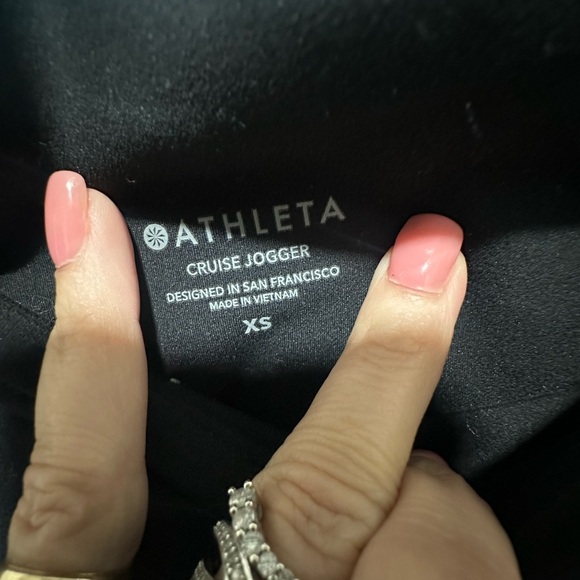 ATHLETA
CRUISE JOGGER
DESIGNED IN SAN FRANCISCO
MADE IN VIETNAM
XS